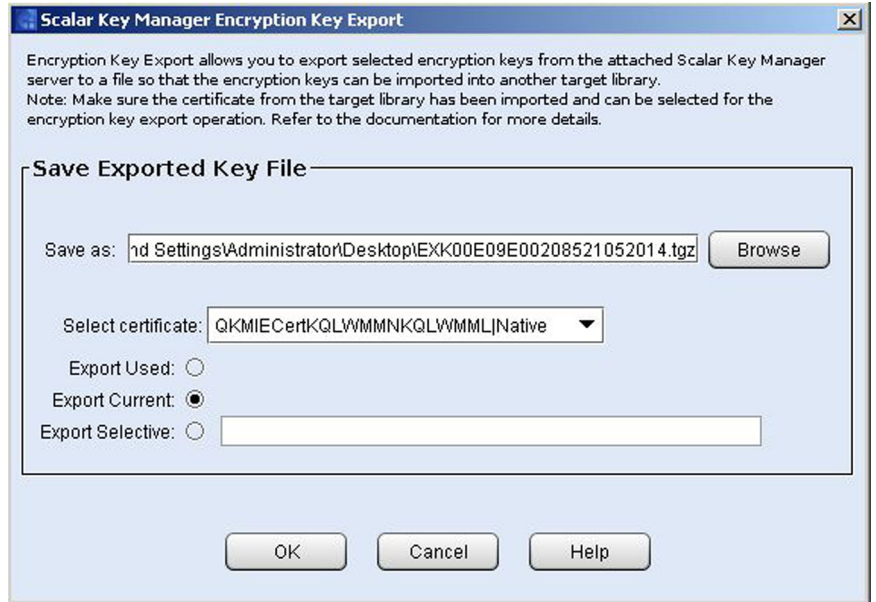 Scalar Key Manager Encryption Key Export
Encryption Key Export allows you to export selected encryption keys from the attached Scalar Key Manager
server to a file so that the encryption keys can be imported into another target library.
Note: Make sure the certificate from the target library has been imported and can be selected for the
encryption key export operation. Refer to the documentation for more details.
Save Exported Key File
Save as: nd Settings\Administrator\Desktop\EXK00E09E00208521052014.tgz Browse
Select certificate: QKMIECertKQLWMMNKQLWMML|Native
Export Used:
Export Current:
Export Selective:
OK Cancel Help